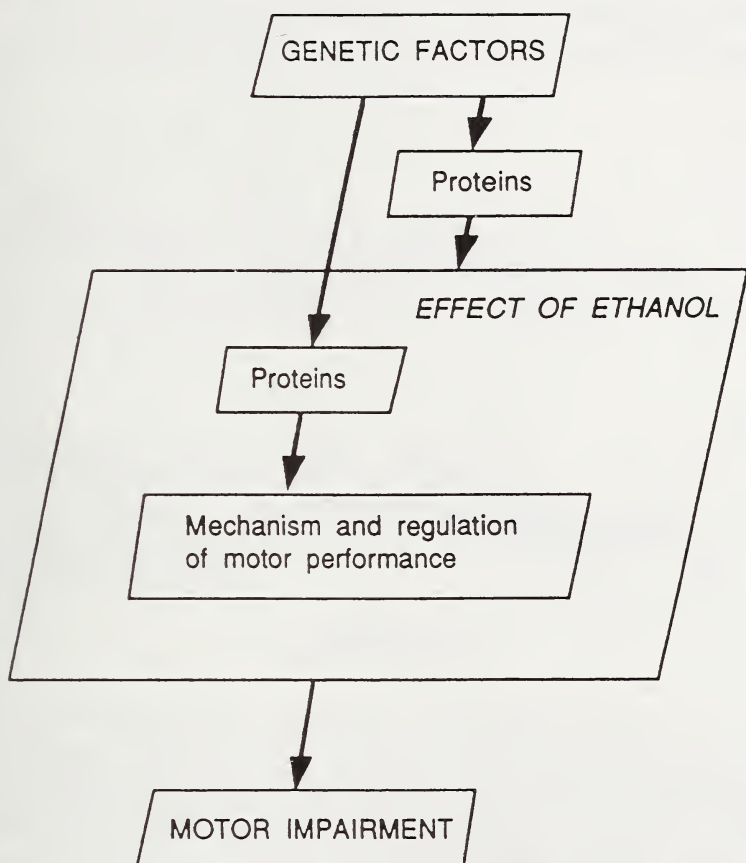 GENETIC FACTORS
Proteins
EFFECT OF ETHANOL
Proteins
Mechanism and regulation
of motor performance
MOTOR IMPAIRMENT